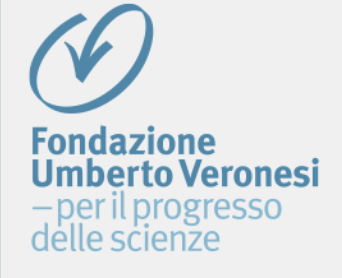 Fondazione
Umberto Veronesi
–per il progresso
delle scienze